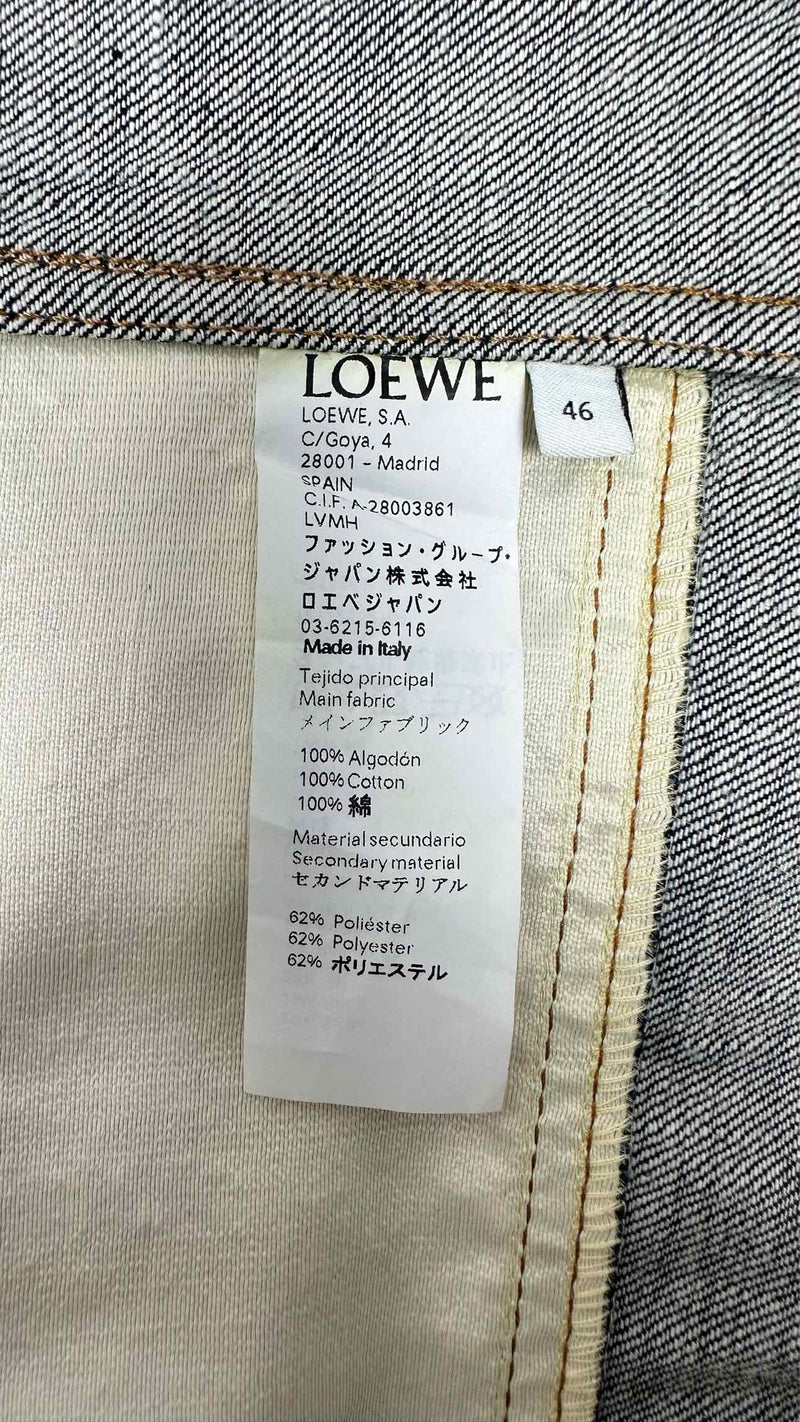 LOEWE
46
LOEWE, S.A.
C/Goya, 4
28001 - Madrid
SPAIN
C.I.F. A-28003861
LVMH
ファッション・グループ・
ジャパン株式会社
ロエベジャパン
03-6215-6116
Made in Italy
Tejido principal
Main fabric
メインファブリック
100% Algodón
100% Cotton
100% 綿
Material secundario
Secondary material
セカンドマテリアル
62% Poliéster
62% Polyester
62% ポリエステル